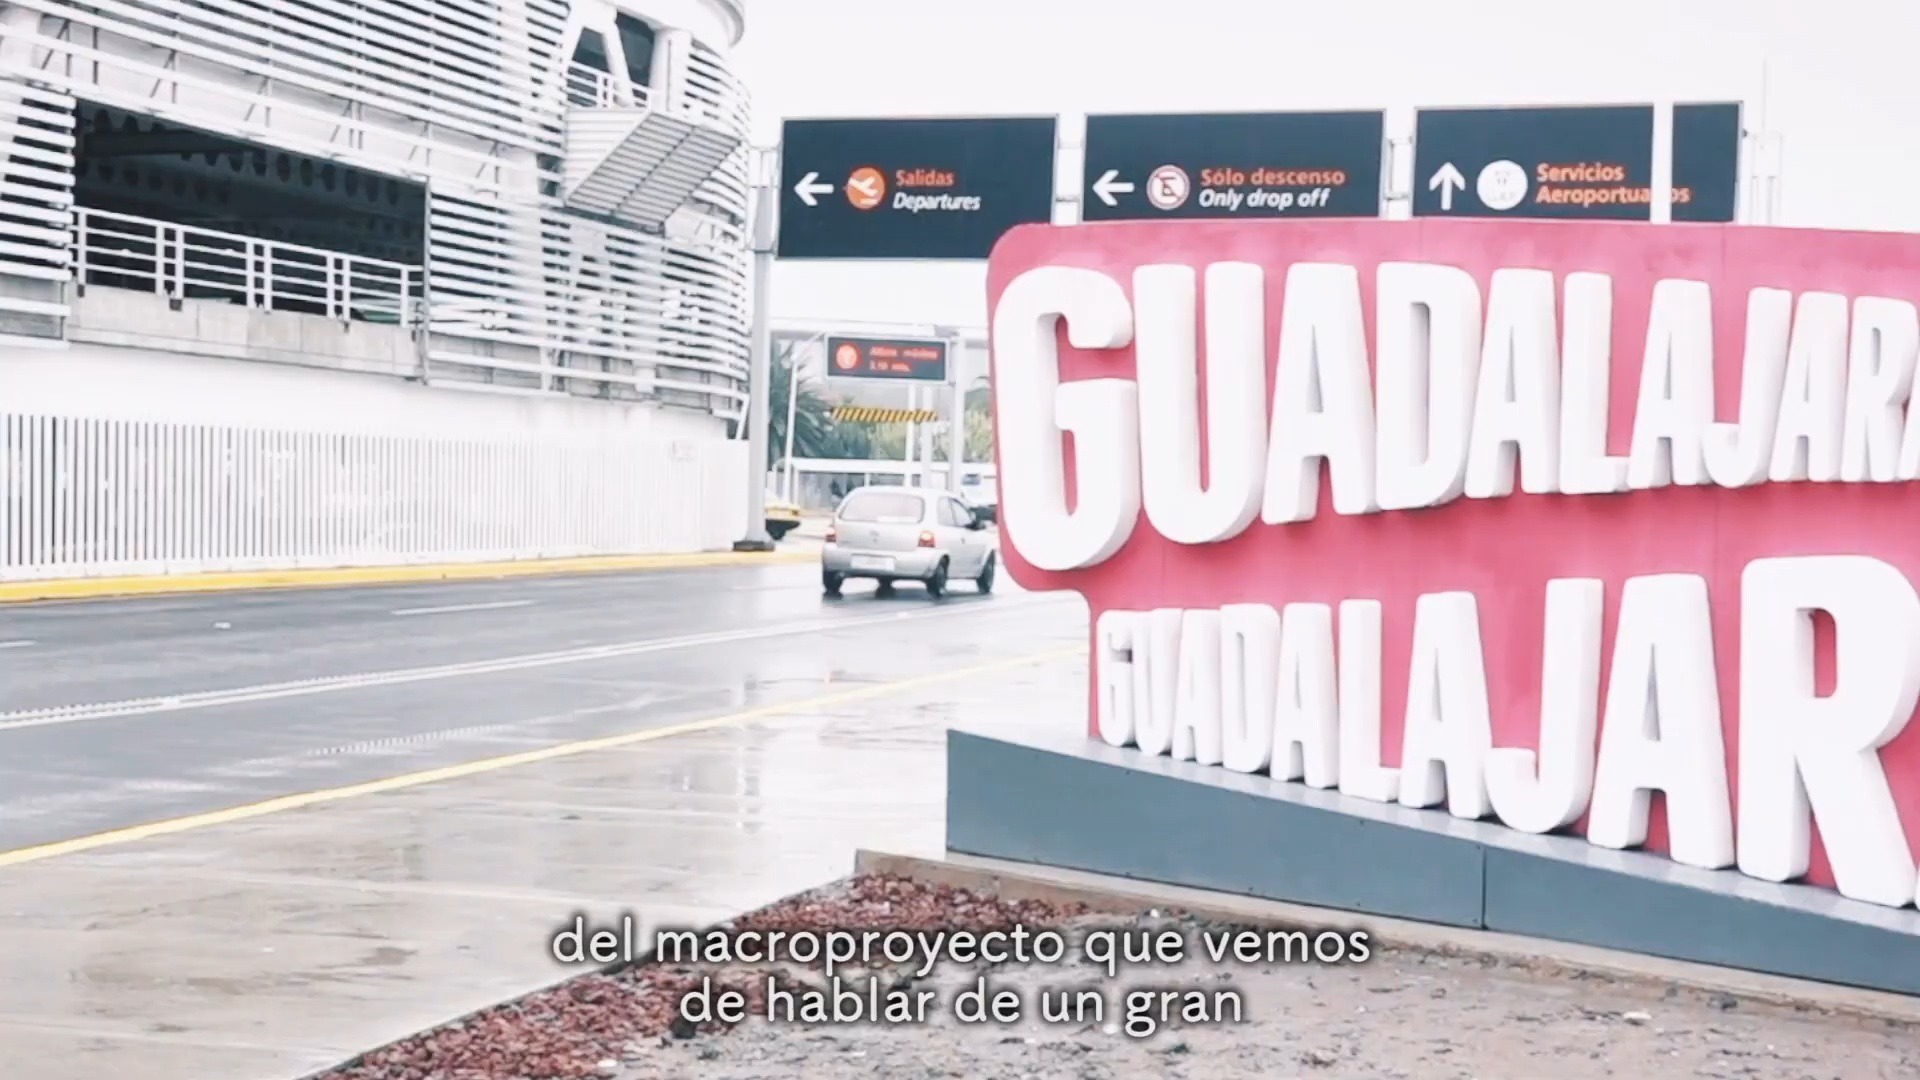 Salidas
Departures
Sólo descenso
Only drop off
Servicios
Aeroportuarios
GUADALAJARA
GUADALAJAR
del macroproyecto que vemos
de hablar de un gran